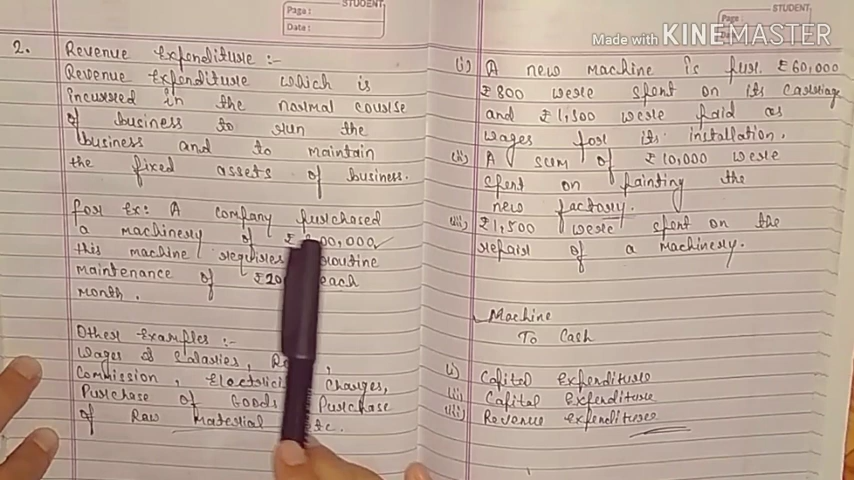 STUDENT
Page :
Date :
2.
Revenue Expenditure :-
Revenue Expenditure which is
incurred in the normal course
of business to run the
business and to maintain
the fixed assets of business.
For Ex: A company purchased
a machinery of ₹ 00,000
this machine requires routine
maintenance of each
month.
Other Examples :-
Wages & Salaries,
Commission, Charges,
Purchase of Goods Purchase
of Raw Material etc.
STUDENT
Page :
Made with KINEMASTER
(i) A new machine is pur. ₹60,000
₹800 were spent on its carriage
and were paid as
wages for its installation.
(ii) A sum of ₹10,000 were
spent on painting the
new factory.
(iii) ₹1,500 were spent on the
repair of a machinery.
Machine
To Cash
i) Capital Expenditure
(ii) Capital Expenditure
(iii) Revenue Expenditure